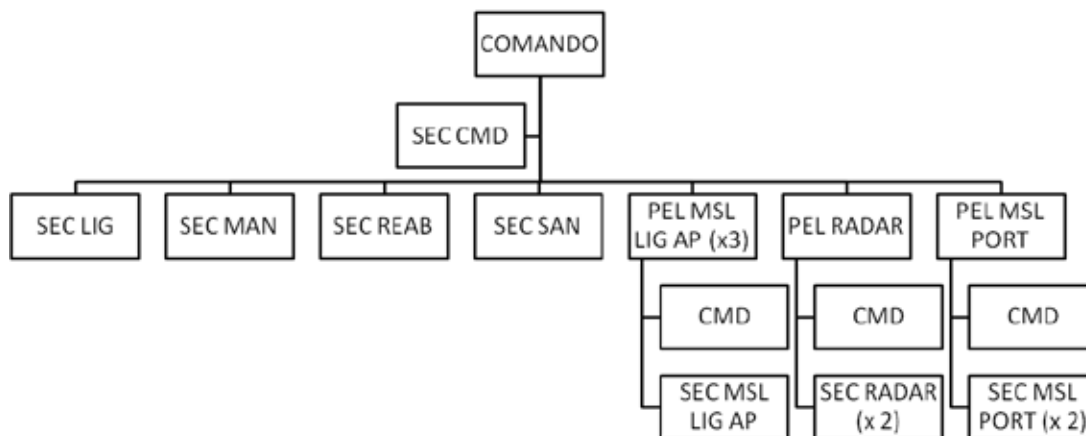 COMANDO
SEC CMD
SEC LIG
SEC MAN
SEC REAB
SEC SAN
PEL MSL
LIG AP (x3)
PEL RADAR
PEL MSL
PORT
CMD
CMD
CMD
SEC MSL
LIG AP
SEC RADAR
(x 2)
SEC MSL
PORT (x 2)